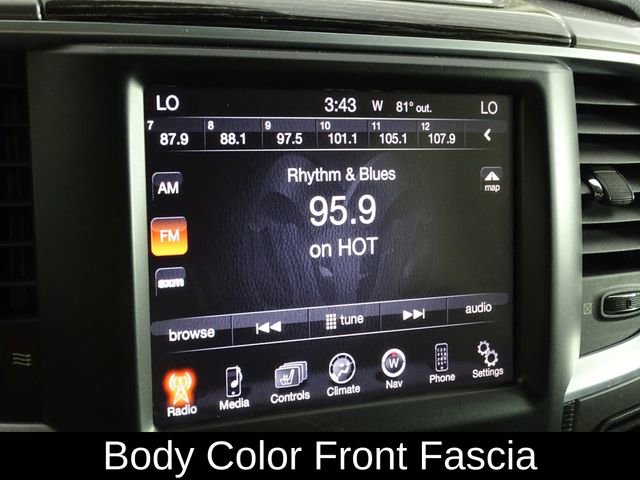 LO 3:43 W 81° out. LO
7 8 9 10 11 12
87.9 88.1 97.5 101.1 105.1 107.9
Rhythm & Blues
AM
map
95.9
FM
on HOT
sxm
browse tune audio
Radio Media Controls Climate Nav Phone Settings
W
Body Color Front Fascia